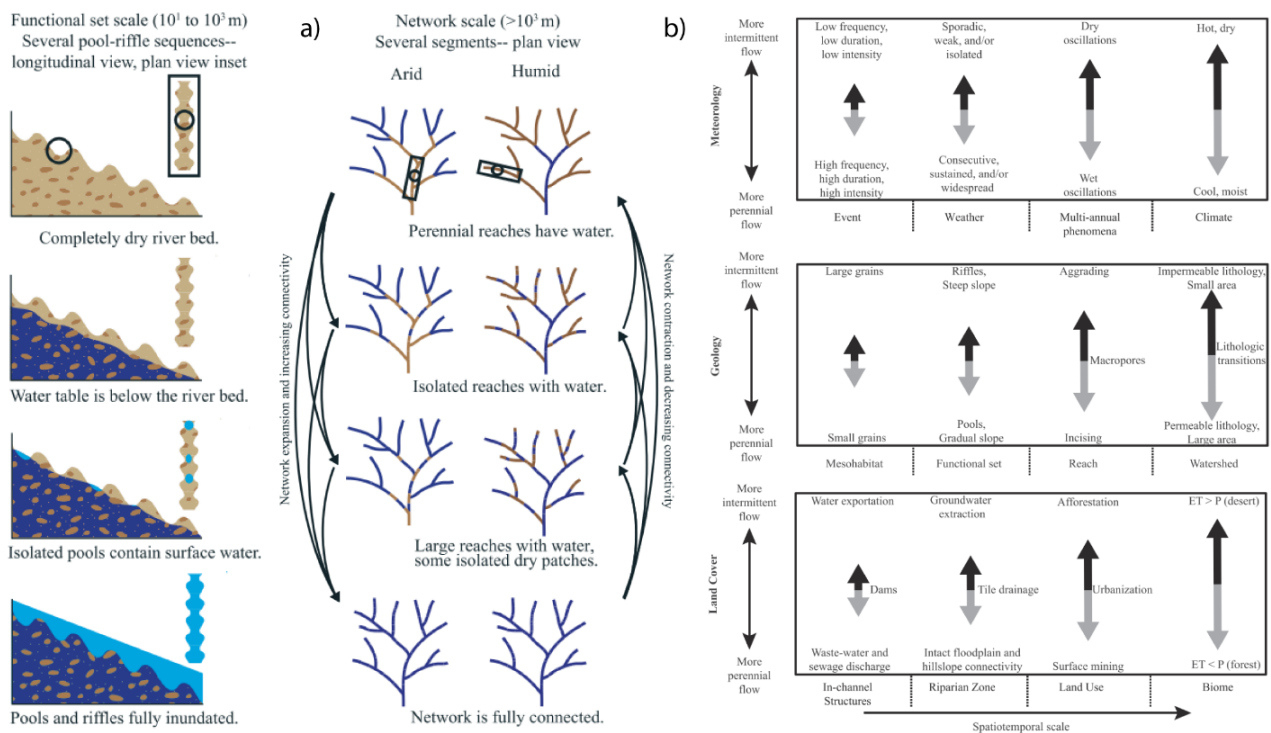 Functional set scale (10¹ to 10³ m)
Several pool-riffle sequences--
longitudinal view, plan view inset
Completely dry river bed.
Water table is below the river bed.
Isolated pools contain surface water.
Pools and riffles fully inundated.
a)
Network scale (>10³ m)
Several segments-- plan view
Arid
Humid
Perennial reaches have water.
Isolated reaches with water.
Large reaches with water,
some isolated dry patches.
Network is fully connected.
Network expansion and increasing connectivity
Network contraction and decreasing connectivity
b)
Meteorology
More
intermittent
flow
More
perennial
flow
Low frequency,
low duration,
low intensity
Sporadic,
weak, and/or
isolated
Dry
oscillations
Hot, dry
High frequency,
high duration,
high intensity
Consecutive,
sustained, and/or
widespread
Wet
oscillations
Cool, moist
Event
Weather
Multi-annual
phenomena
Climate
Geology
More
intermittent
flow
More
perennial
flow
Large grains
Riffles,
Steep slope
Aggrading
Impermeable lithology,
Small area
Macropores
Lithologic
transitions
Small grains
Pools,
Gradual slope
Incising
Permeable lithology,
Large area
Mesohabitat
Functional set
Reach
Watershed
Land Cover
More
intermittent
flow
More
perennial
flow
Water exportation
Groundwater
extraction
Afforestation
ET > P (desert)
Dams
Tile drainage
Urbanization
Waste-water and
sewage discharge
Intact floodplain and
hillslope connectivity
Surface mining
ET < P (forest)
In-channel
Structures
Riparian Zone
Land Use
Biome
Spatiotemporal scale